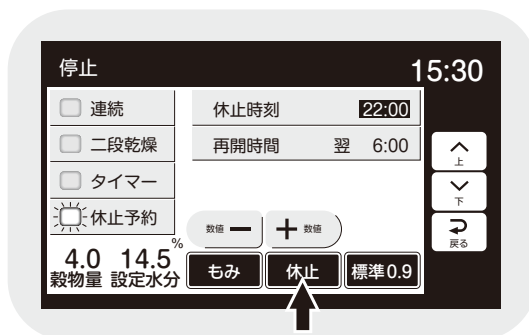 停止
15:30
連続
二段乾燥
タイマー
休止予約
休止時刻 22:00
再開時間 翌 6:00
上
下
戻る
数値 ー
＋ 数値
4.0 14.5%
穀物量 設定水分
もみ 休止 標準0.9